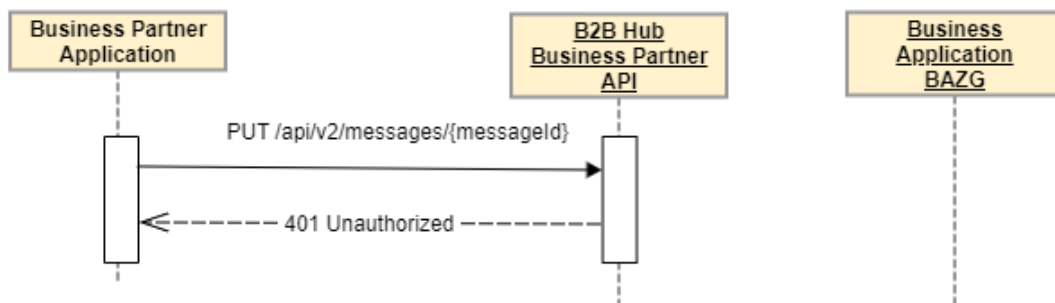 Business Partner
Application
B2B Hub
Business Partner
API
Business
Application
BAZG
PUT /api/v2/messages/{messageId}
401 Unauthorized